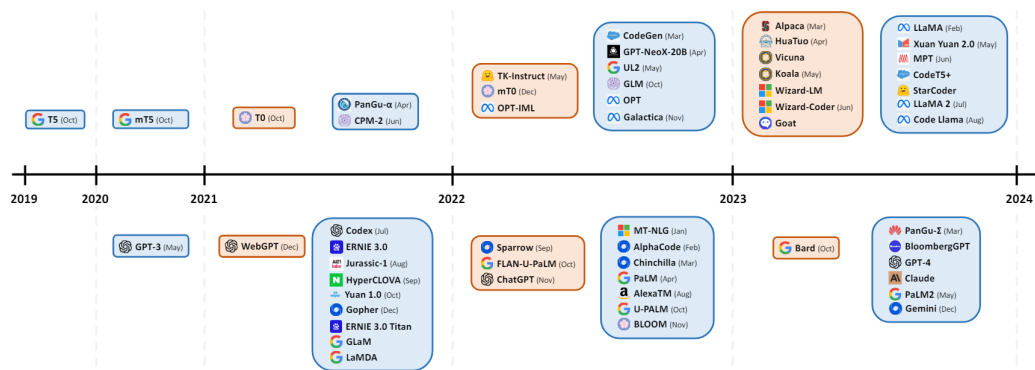 T5 (Oct)
mT5 (Oct)
T0 (Oct)
PanGu-α (Apr)
CPM-2 (Jun)
TK-Instruct (May)
mT0 (Dec)
OPT-IML
CodeGen (Mar)
GPT-NeoX-20B (Apr)
UL2 (May)
GLM (Oct)
OPT
Galactica (Nov)
Alpaca (Mar)
HuaTuo (Apr)
Vicuna
Koala (May)
Wizard-LM
Wizard-Coder (Jun)
Goat
LLaMA (Feb)
Xuan Yuan 2.0 (May)
MPT (Jun)
CodeT5+
StarCoder
LLaMA 2 (Jul)
Code Llama (Aug)
2019
2020
2021
2022
2023
2024
GPT-3 (May)
WebGPT (Dec)
Codex (Jul)
ERNIE 3.0
Jurassic-1 (Aug)
HyperCLOVA (Sep)
Yuan 1.0 (Oct)
Gopher (Dec)
ERNIE 3.0 Titan
GLaM
LaMDA
Sparrow (Sep)
FLAN-U-PaLM (Oct)
ChatGPT (Nov)
MT-NLG (Jan)
AlphaCode (Feb)
Chinchilla (Mar)
PaLM (Apr)
AlexaTM (Aug)
U-PALM (Oct)
BLOOM (Nov)
Bard (Oct)
PanGu-Σ (Mar)
BloombergGPT
GPT-4
Claude
PaLM2 (May)
Gemini (Dec)